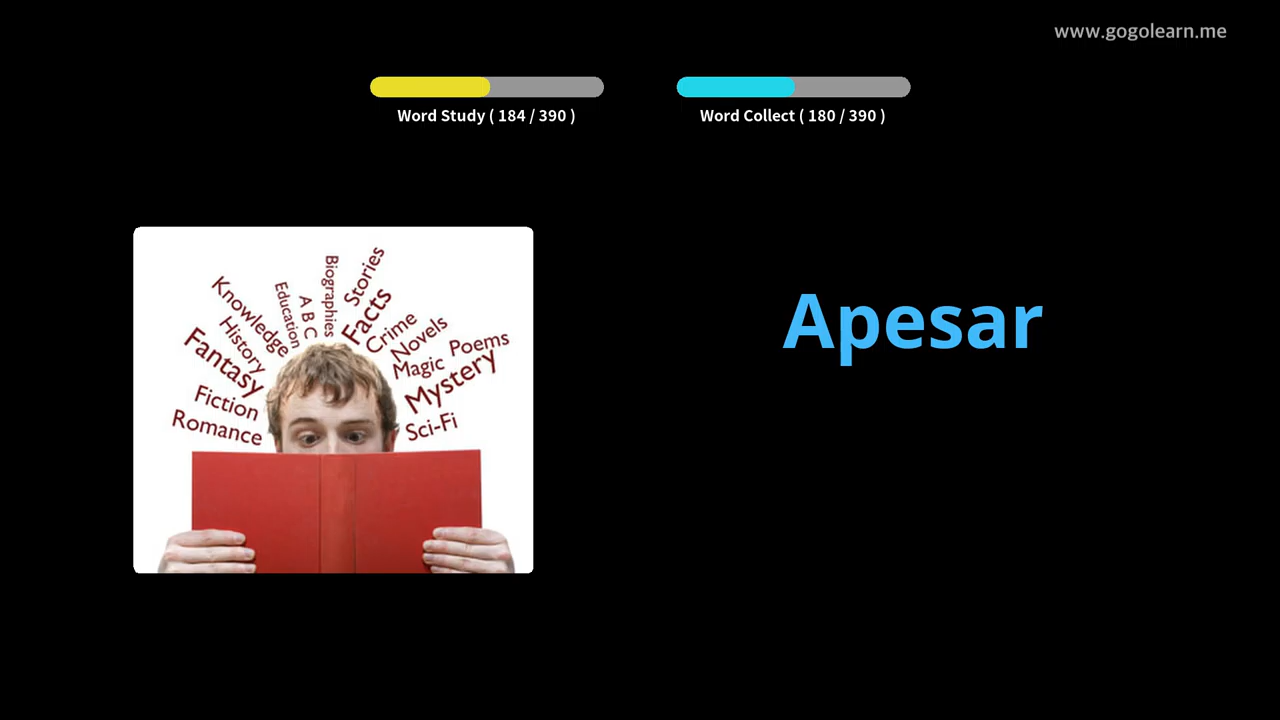 www.gogolearn.me
Word Study ( 184 / 390 )
Word Collect ( 180 / 390 )
Romance
Fiction
Fantasy
History
Knowledge
Education
A B C
Biographies
Stories
Facts
Crime
Novels
Magic
Poems
Mystery
Sci-Fi
Apesar